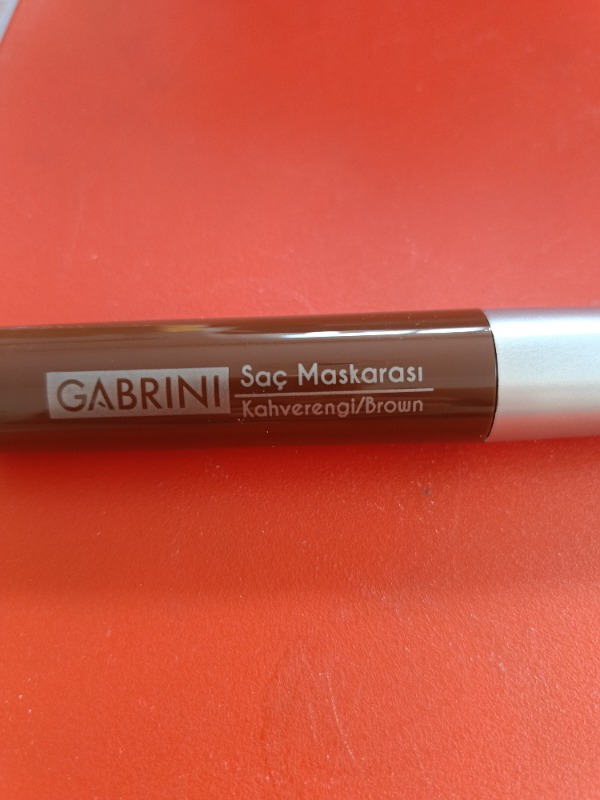 GABRINI
Saç Maskarası
Kahverengi/Brown